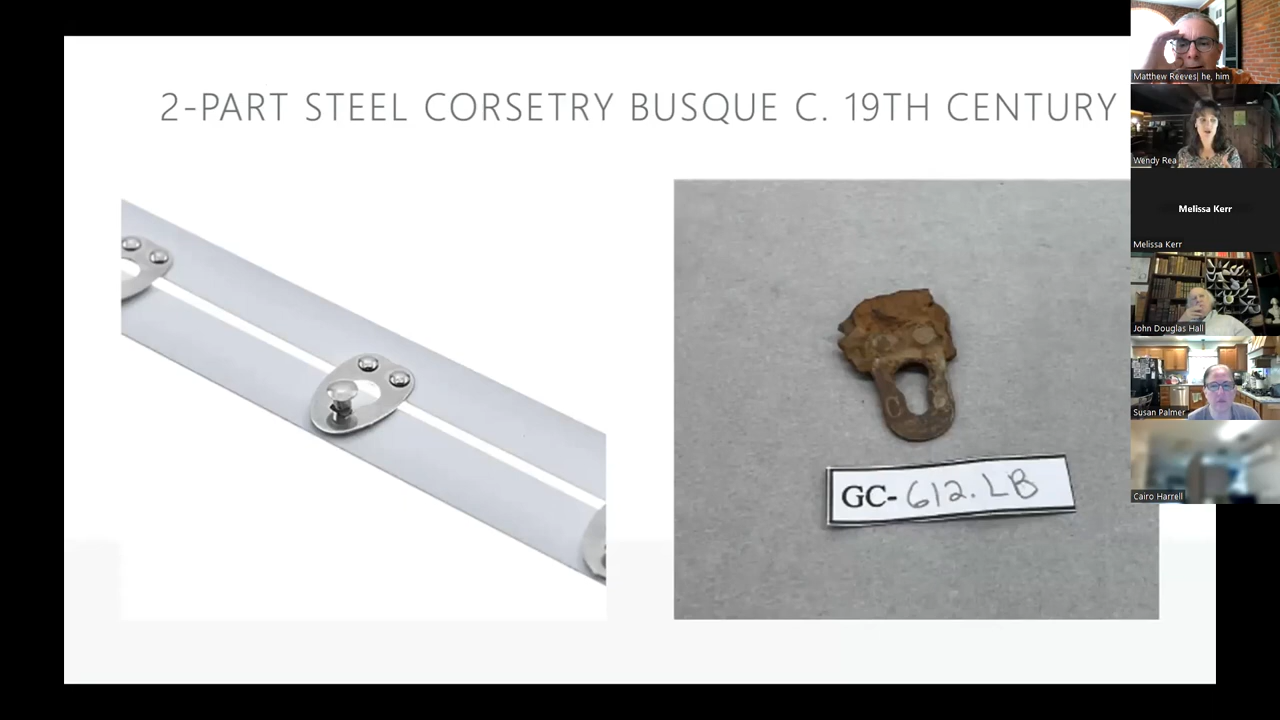 2-PART STEEL CORSETRY BUSQUE C. 19TH CENTURY
GC-612.LB
Matthew Reeves| he, him
Wendy Rea
Melissa Kerr
Melissa Kerr
John Douglas Hall
Susan Palmer
Cairo Harrell